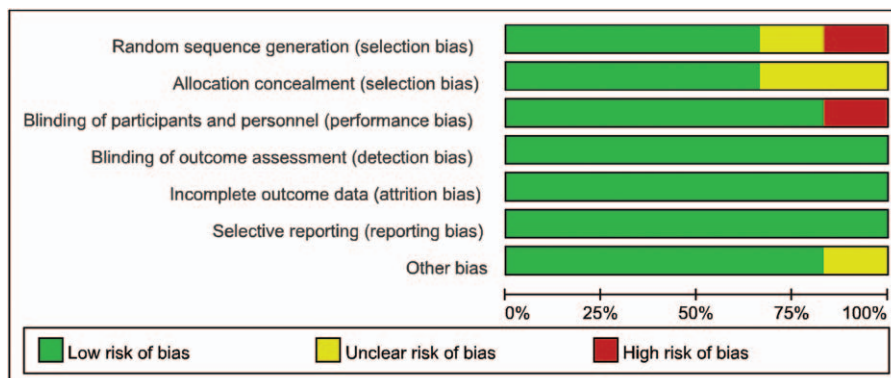 Random sequence generation (selection bias)
Allocation concealment (selection bias)
Blinding of participants and personnel (performance bias)
Blinding of outcome assessment (detection bias)
Incomplete outcome data (attrition bias)
Selective reporting (reporting bias)
Other bias
0% 25% 50% 75% 100%
Low risk of bias Unclear risk of bias High risk of bias